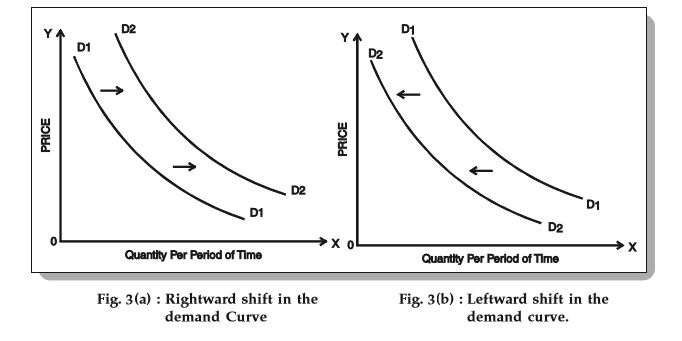 Y
D1
D2
PRICE
D2
D1
0
X
Quantity Per Period of Time
Y
D2
D1
PRICE
D1
D2
0
X
Quantity Per Period of Time
Fig. 3(a) : Rightward shift in the
demand Curve
Fig. 3(b) : Leftward shift in the
demand curve.